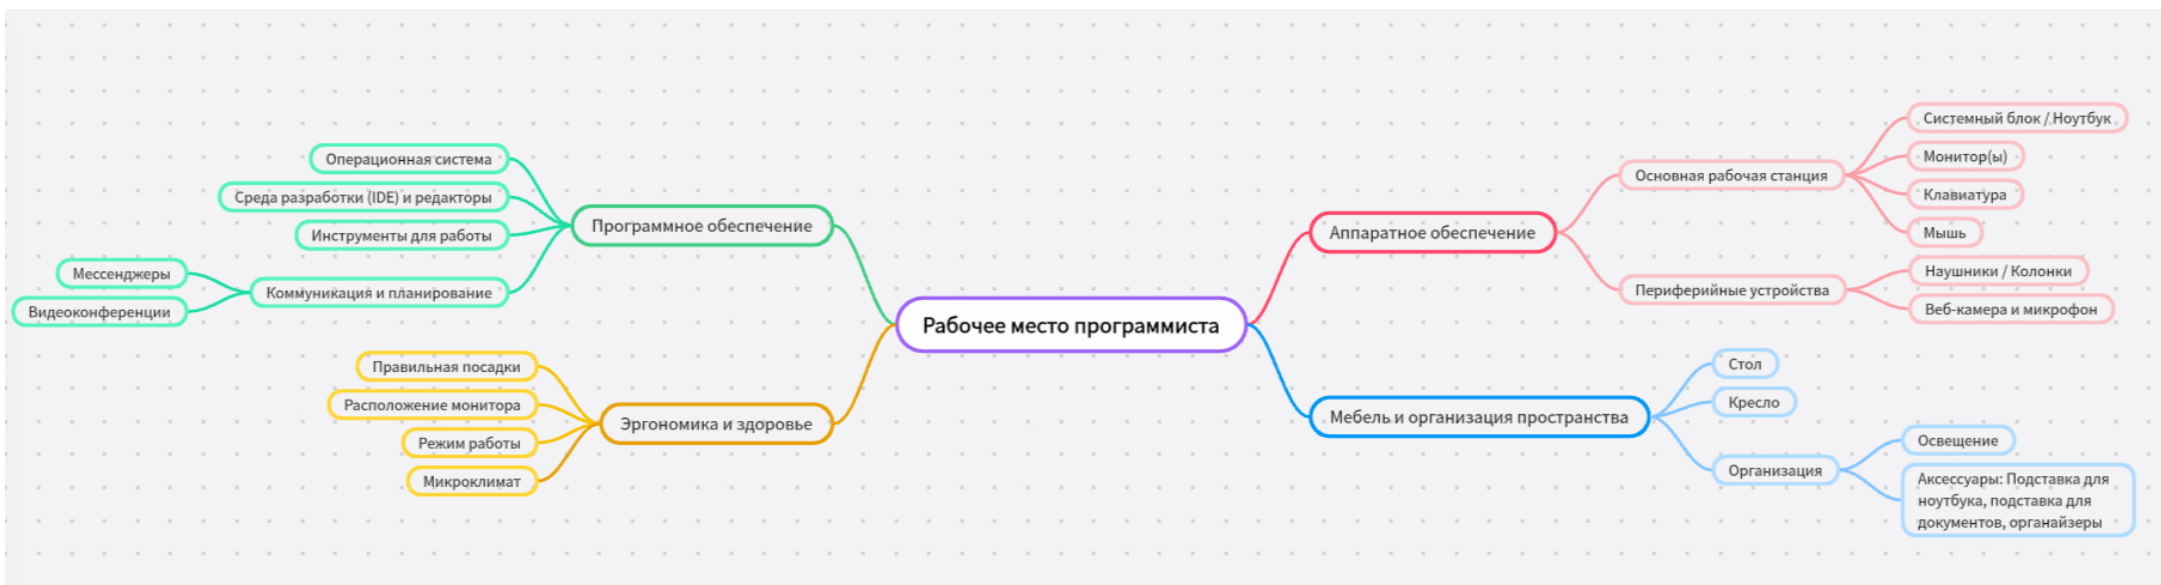 Рабочее место программиста
Программное обеспечение
Операционная система
Среда разработки (IDE) и редакторы
Инструменты для работы
Коммуникация и планирование
Мессенджеры
Видеоконференции
Эргономика и здоровье
Правильная посадки
Расположение монитора
Режим работы
Микроклимат
Аппаратное обеспечение
Основная рабочая станция
Системный блок / Ноутбук
Монитор(ы)
Клавиатура
Мышь
Периферийные устройства
Наушники / Колонки
Веб-камера и микрофон
Мебель и организация пространства
Стол
Кресло
Организация
Освещение
Аксессуары: Подставка для
ноутбука, подставка для
документов, органайзеры